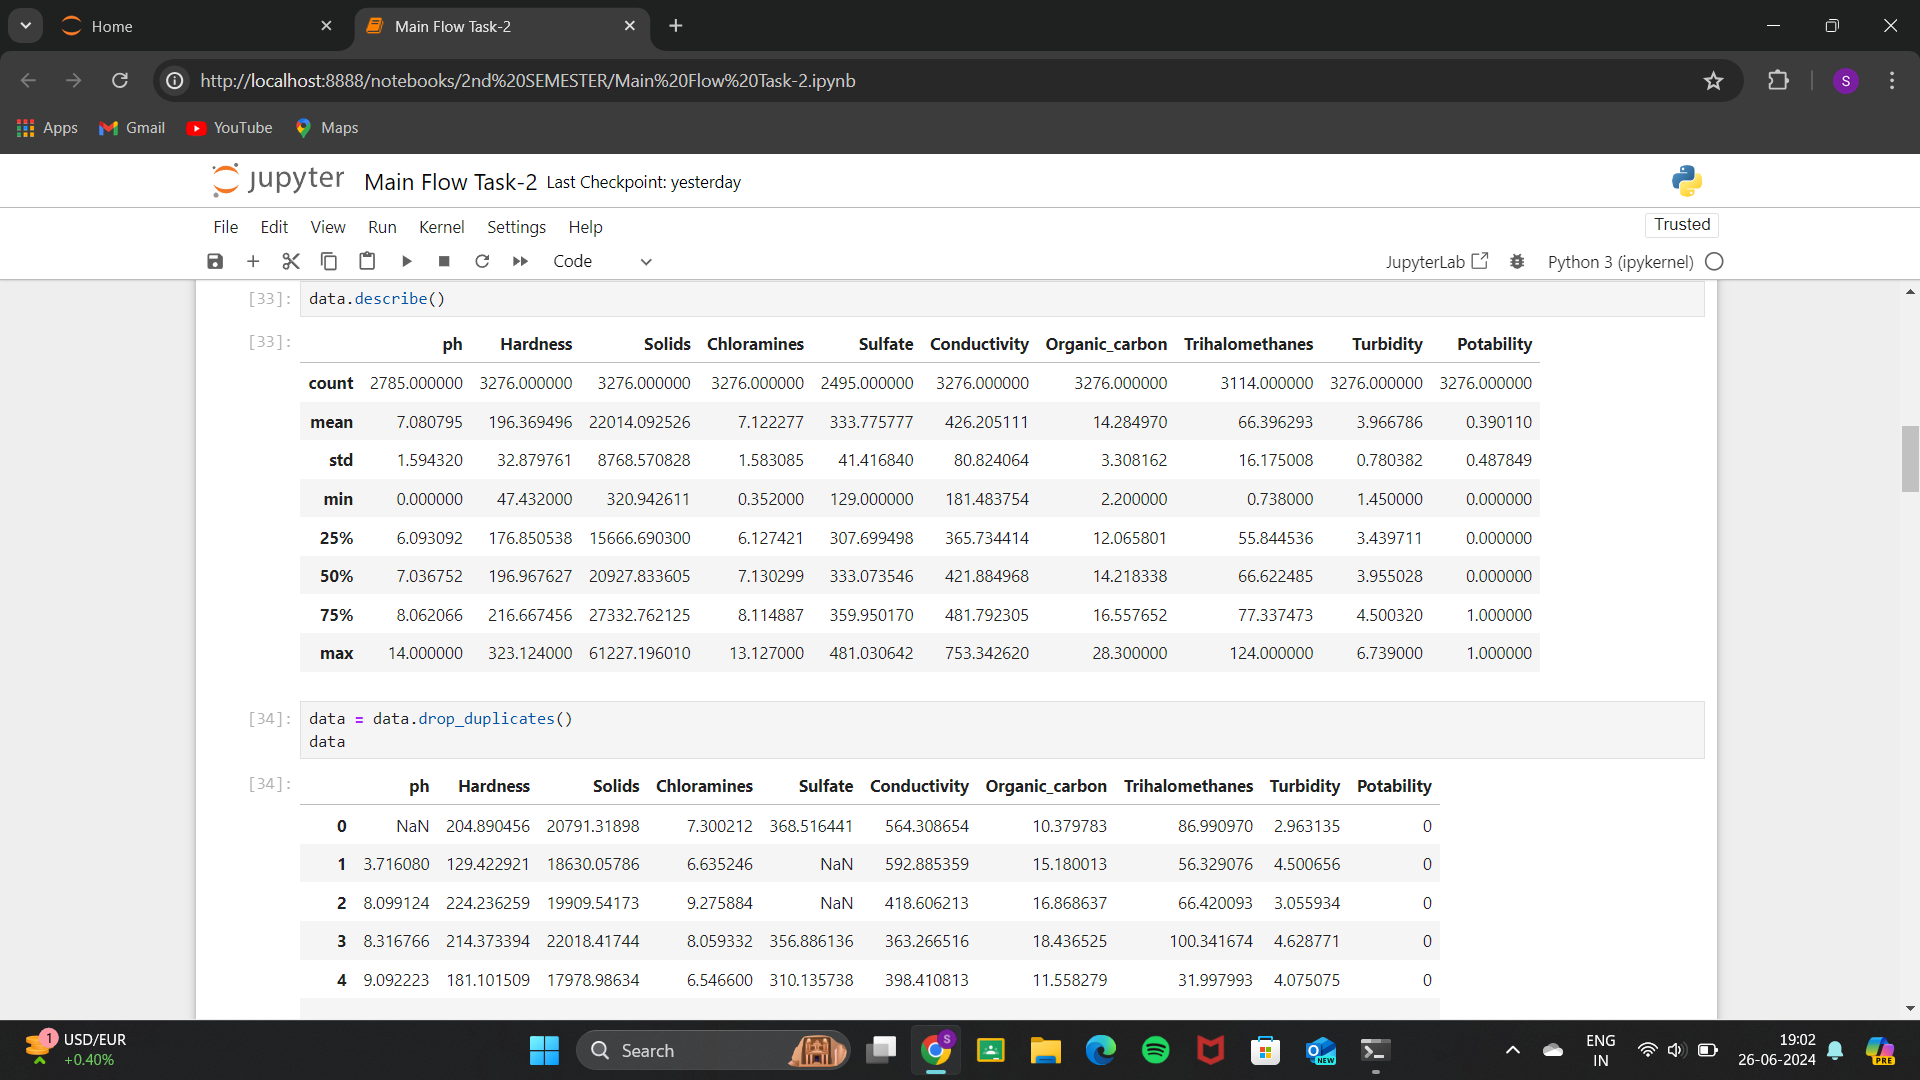 Home
Main Flow Task-2
http://localhost:8888/notebooks/2nd%20SEMESTER/Main%20Flow%20Task-2.ipynb
S
Apps Gmail YouTube Maps
jupyter Main Flow Task-2 Last Checkpoint: yesterday
File Edit View Run Kernel Settings Help
Trusted
Code
JupyterLab Python 3 (ipykernel)
[33]: data.describe()
[33]: ph Hardness Solids Chloramines Sulfate Conductivity Organic_carbon Trihalomethanes Turbidity Potability
count 2785.000000 3276.000000 3276.000000 3276.000000 2495.000000 3276.000000 3276.000000 3114.000000 3276.000000 3276.000000
mean 7.080795 196.369496 22014.092526 7.122277 333.775777 426.205111 14.284970 66.396293 3.966786 0.390110
std 1.594320 32.879761 8768.570828 1.583085 41.416840 80.824064 3.308162 16.175008 0.780382 0.487849
min 0.000000 47.432000 320.942611 0.352000 129.000000 181.483754 2.200000 0.738000 1.450000 0.000000
25% 6.093092 176.850538 15666.690300 6.127421 307.699498 365.734414 12.065801 55.844536 3.439711 0.000000
50% 7.036752 196.967627 20927.833605 7.130299 333.073546 421.884968 14.218338 66.622485 3.955028 0.000000
75% 8.062066 216.667456 27332.762125 8.114887 359.950170 481.792305 16.557652 77.337473 4.500320 1.000000
max 14.000000 323.124000 61227.196010 13.127000 481.030642 753.342620 28.300000 124.000000 6.739000 1.000000
[34]: data = data.drop_duplicates()
data
[34]: ph Hardness Solids Chloramines Sulfate Conductivity Organic_carbon Trihalomethanes Turbidity Potability
0 NaN 204.890456 20791.31898 7.300212 368.516441 564.308654 10.379783 86.990970 2.963135 0
1 3.716080 129.422921 18630.05786 6.635246 NaN 592.885359 15.180013 56.329076 4.500656 0
2 8.099124 224.236259 19909.54173 9.275884 NaN 418.606213 16.868637 66.420093 3.055934 0
3 8.316766 214.373394 22018.41744 8.059332 356.886136 363.266516 18.436525 100.341674 4.628771 0
4 9.092223 181.101509 17978.98634 6.546600 310.135738 398.410813 11.558279 31.997993 4.075075 0
1 USD/EUR
+0.40%
Search
S
NEW
ENG
IN
19:02
26-06-2024
PRE